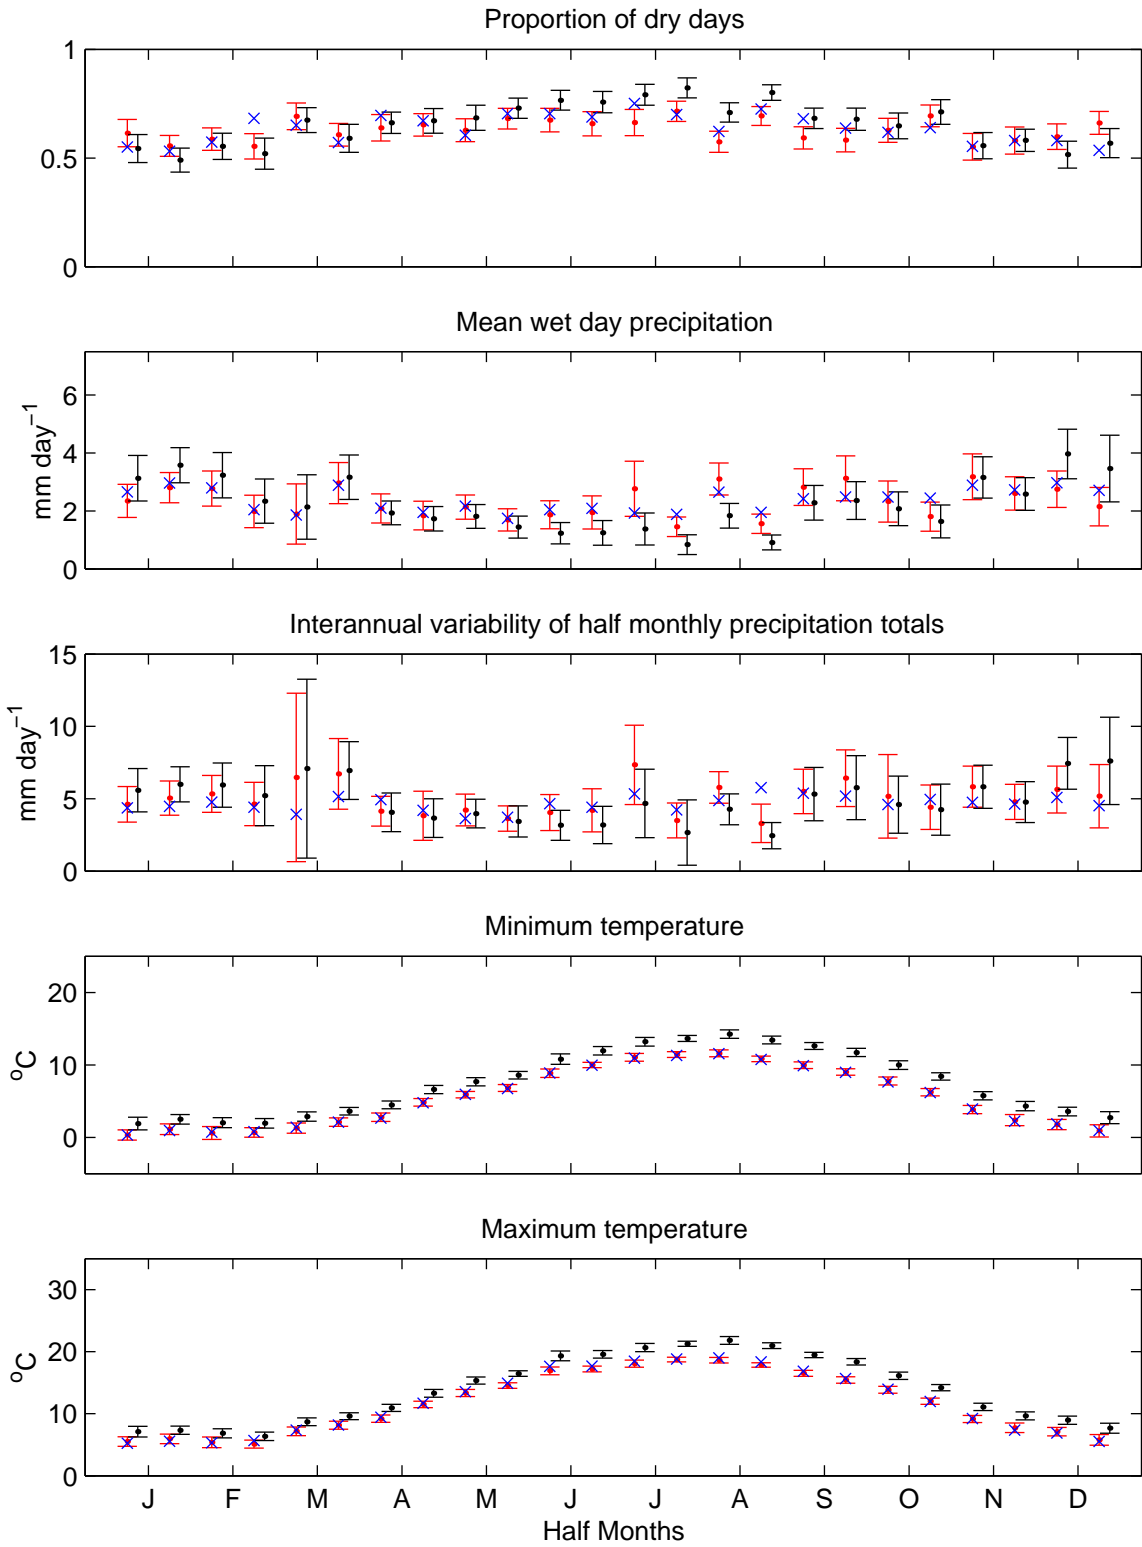 Proportion of dry days
1
0.5
0
Mean wet day precipitation
6
4
2
0
mm day⁻¹
Interannual variability of half monthly precipitation totals
15
10
5
0
mm day⁻¹
Minimum temperature
20
10
0
ºC
Maximum temperature
30
20
10
0
ºC
J F M A M J J A S O N D
Half Months